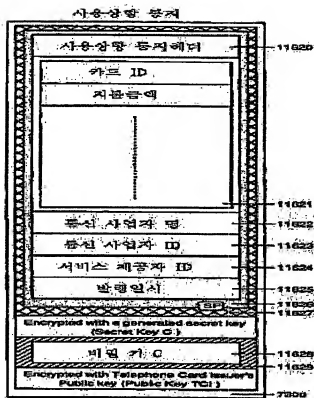 사용상황 통지
사용상황 통지헤더
11620
카드 ID
지불금액
11621
통신 사업자 명
11622
통신 사업자 ID
11623
서비스 제공자 ID
11624
발행일시
11625
SP
11626
11627
Encrypted with a generated secret key
(Secret Key C)
비밀 키 C
11628
11629
Encrypted with Telephone Card Issuer's
Public key (Public Key TCI)
7300